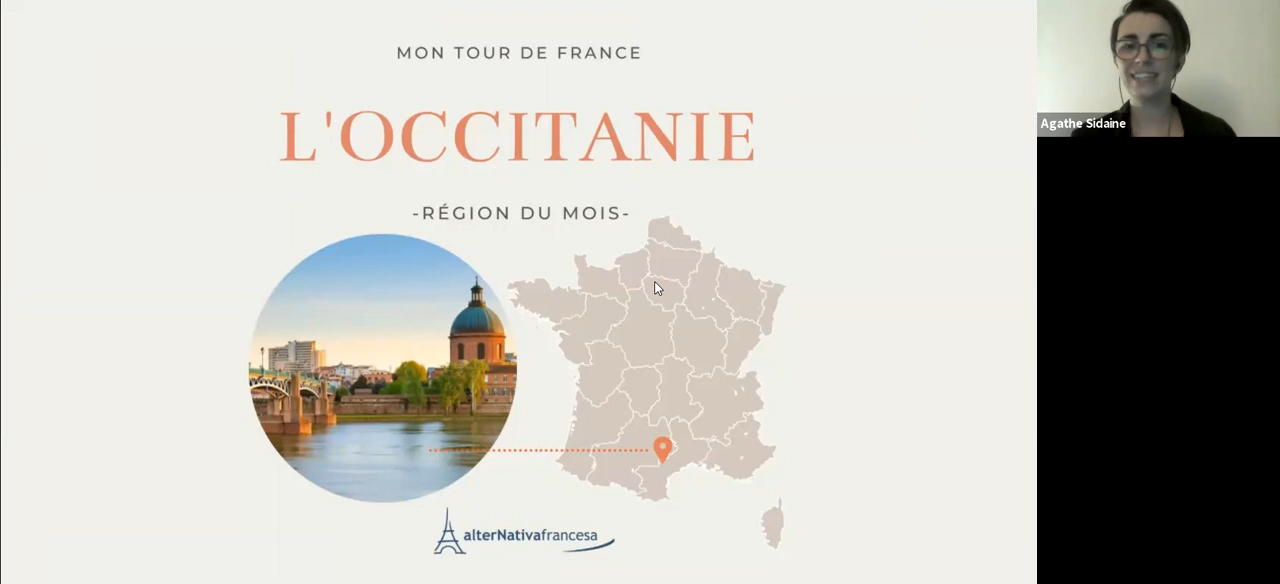 MON TOUR DE FRANCE
L'OCCITANIE
-RÉGION DU MOIS-
alterNativafrancesa
Agathe Sidaine